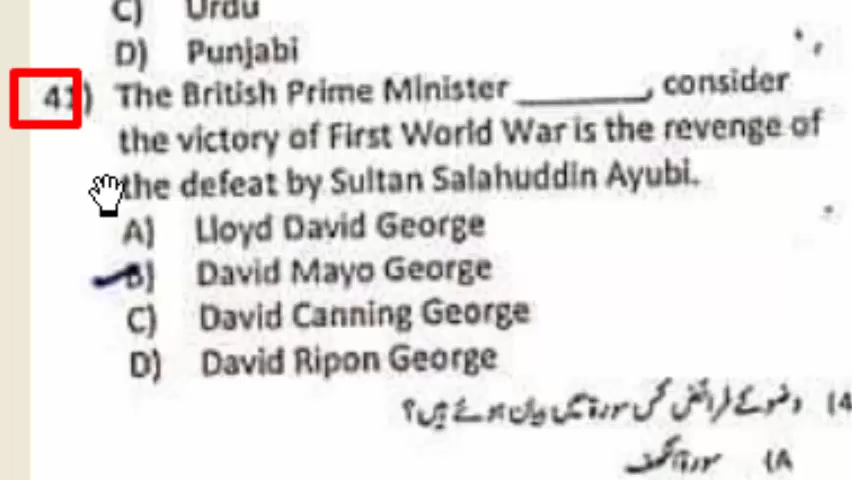 C) Urdu
D) Punjabi
41) The British Prime Minister ________, consider
the victory of First World War is the revenge of
the defeat by Sultan Salahuddin Ayubi.
A) Lloyd David George
B) David Mayo George
C) David Canning George
D) David Ripon George
4) وضو کے فرائض کس سورۃ میں بیان ہوئے ہیں؟
A) سورۃ کہف